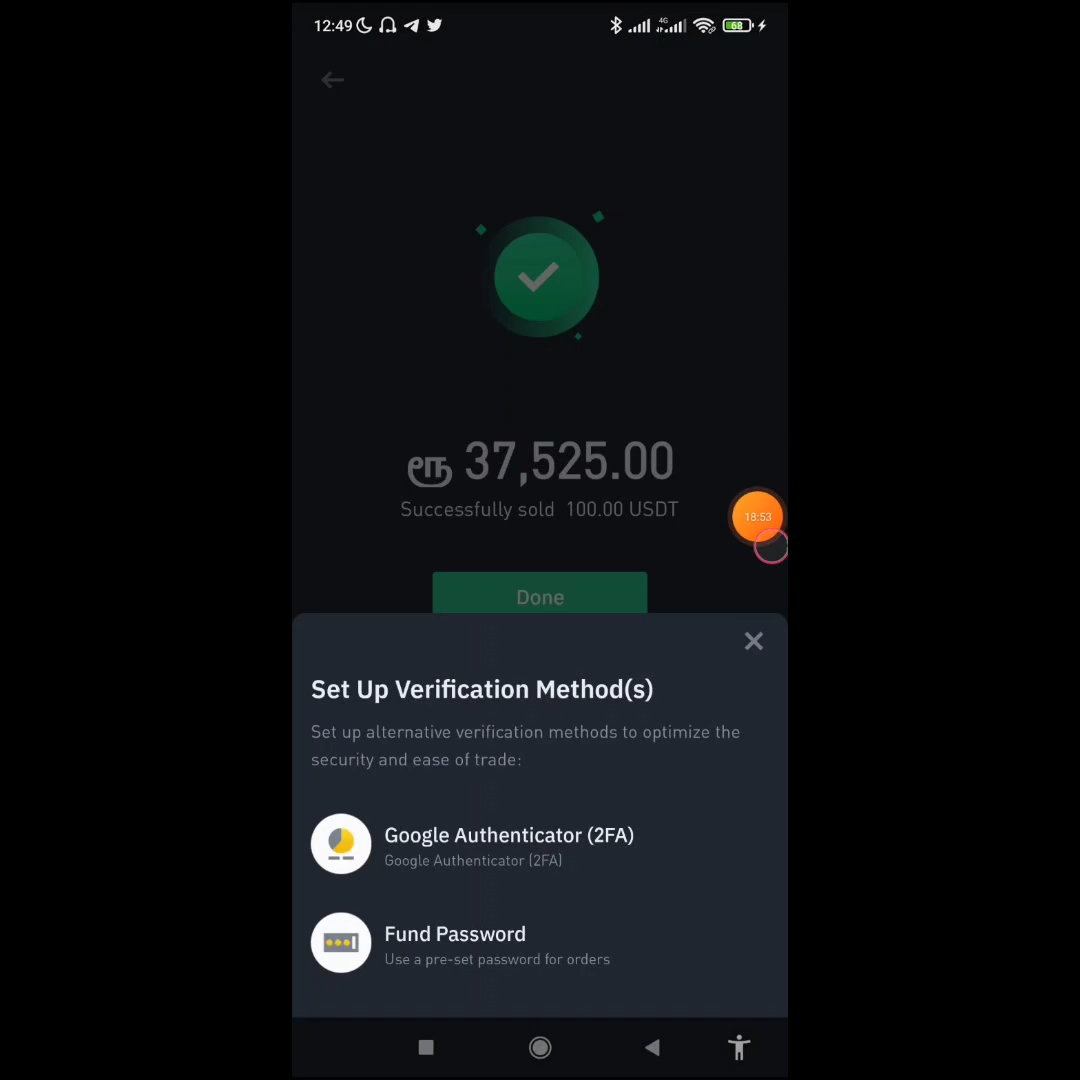 12:49
4G
68
ரூ 37,525.00
Successfully sold 100.00 USDT
18:53
Done
Set Up Verification Method(s)
Set up alternative verification methods to optimize the
security and ease of trade:
Google Authenticator (2FA)
Google Authenticator (2FA)
Fund Password
Use a pre-set password for orders